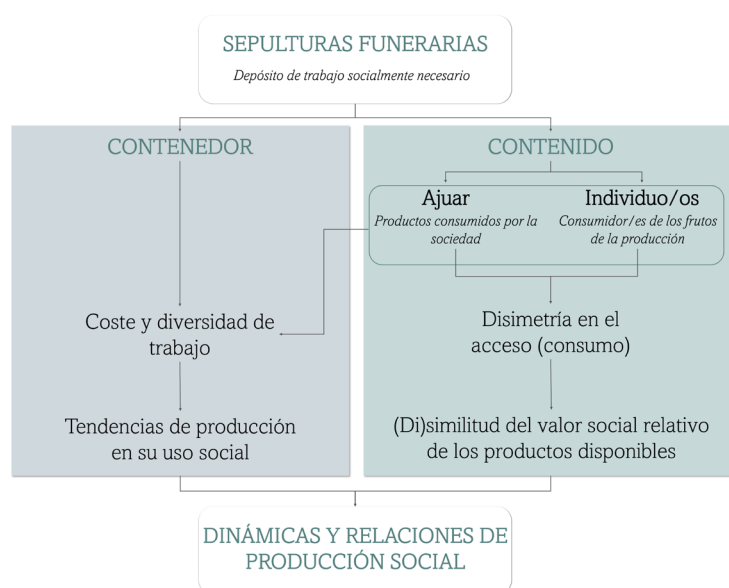 SEPULTURAS FUNERARIAS
Depósito de trabajo socialmente necesario
CONTENEDOR
Coste y diversidad de
trabajo
Tendencias de producción
en su uso social
CONTENIDO
Ajuar
Productos consumidos por la
sociedad
Individuo/os
Consumidor/es de los frutos
de la producción
Disimetría en el
acceso (consumo)
(Di)similitud del valor social relativo
de los productos disponibles
DINÁMICAS Y RELACIONES DE
PRODUCCIÓN SOCIAL